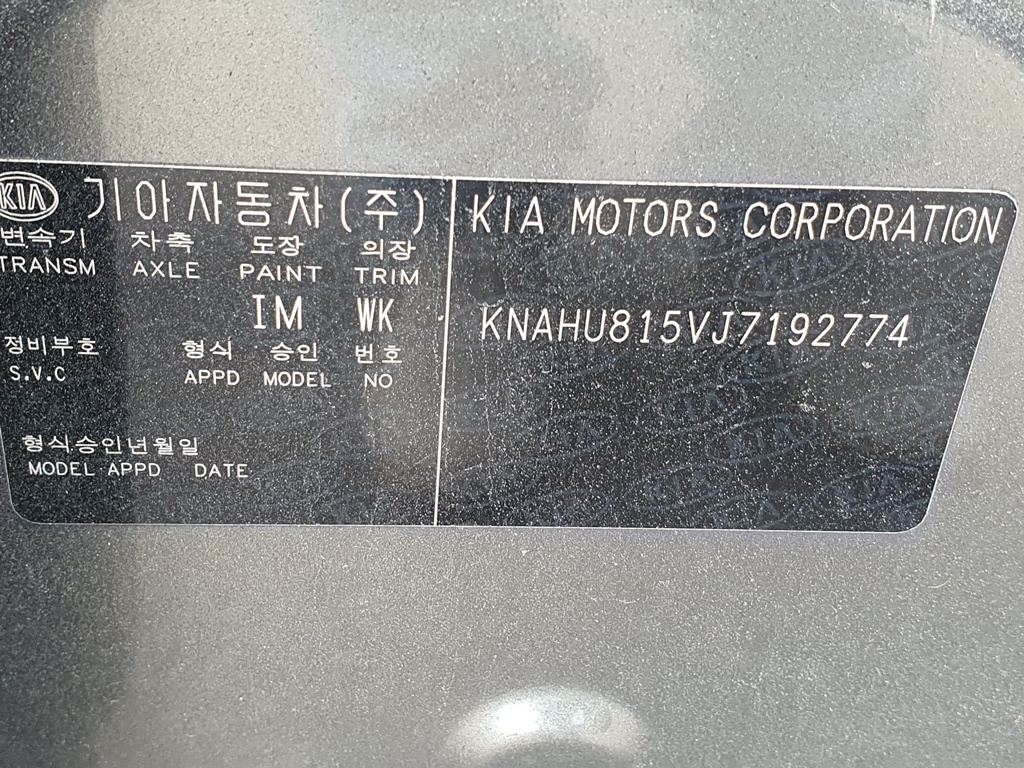 KIA 기아자동차(주) KIA MOTORS CORPORATION
변속기 차축 도장 의장
TRANSM AXLE PAINT TRIM
IM WK
KNAHU815VJ7192774
정비부호 형식 승인 번호
S.V.C APPD MODEL NO
형식승인년월일
MODEL APPD DATE